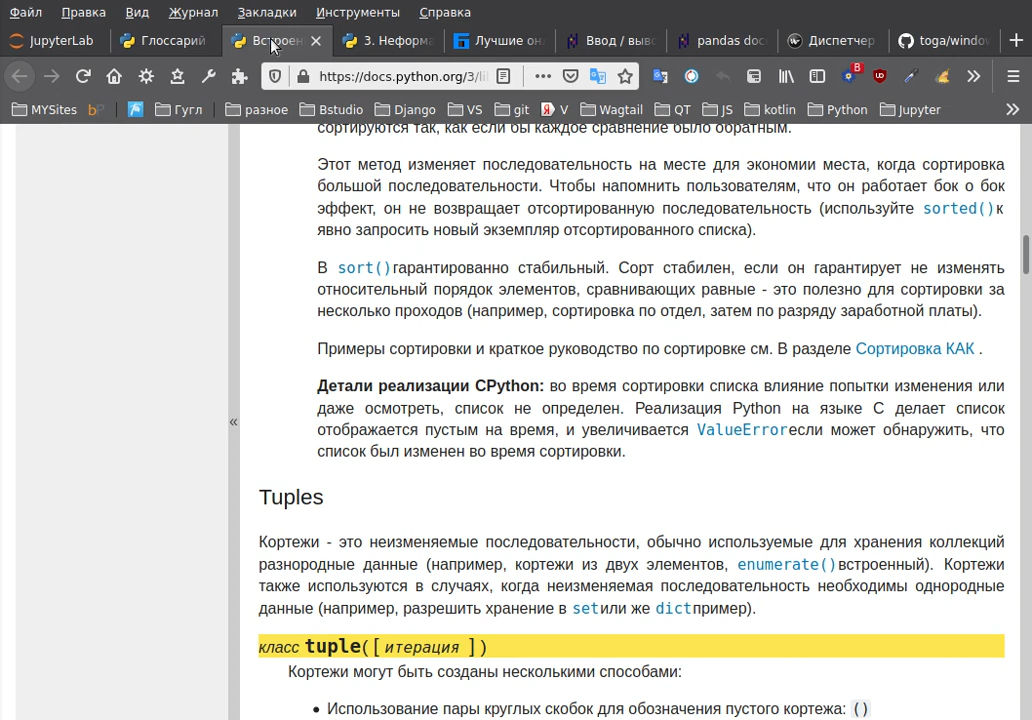 Файл Правка Вид Журнал Закладки Инструменты Справка
JupyterLab Глоссарий Встроен 3. Неформа Лучшие он Ввод / выво pandas doc Диспетчер toga/window
https://docs.python.org/3/li B
MYSites bP Гугл разное Bstudio Django VS git Я V Wagtail QT JS kotlin Python Jupyter
сортируются так, как если бы каждое сравнение было обратным.
Этот метод изменяет последовательность на месте для экономии места, когда сортировка
большой последовательности. Чтобы напомнить пользователям, что он работает бок о бок
эффект, он не возвращает отсортированную последовательность (используйте sorted()к
явно запросить новый экземпляр отсортированного списка).
В sort()гарантированно стабильный. Сорт стабилен, если он гарантирует не изменять
относительный порядок элементов, сравнивающих равные - это полезно для сортировки за
несколько проходов (например, сортировка по отдел, затем по разряду заработной платы).
Примеры сортировки и краткое руководство по сортировке см. В разделе Сортировка КАК .
Детали реализации CPython: во время сортировки списка влияние попытки изменения или
даже осмотреть, список не определен. Реализация Python на языке C делает список
отображается пустым на время, и увеличивается ValueErrorесли может обнаружить, что
список был изменен во время сортировки.
«
Tuples
Кортежи - это неизменяемые последовательности, обычно используемые для хранения коллекций
разнородные данные (например, кортежи из двух элементов, enumerate()встроенный). Кортежи
также используются в случаях, когда неизменяемая последовательность необходимы однородные
данные (например, разрешить хранение в setили же dictпример).
класс tuple([итерация ])
Кортежи могут быть созданы несколькими способами:
• Использование пары круглых скобок для обозначения пустого кортежа: ()